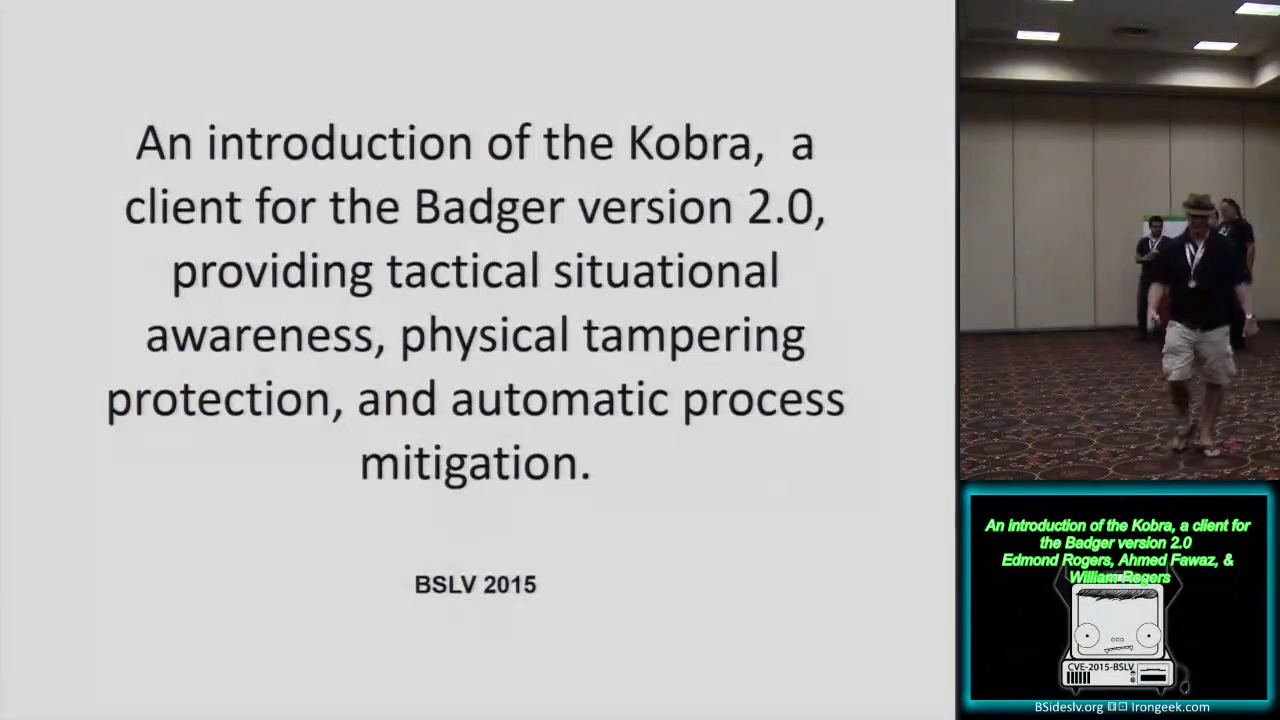 An introduction of the Kobra,  a
client for the Badger version 2.0,
providing tactical situational
awareness, physical tampering
protection, and automatic process
mitigation.
BSLV 2015
An introduction of the Kobra, a client for
the Badger version 2.0
Edmond Rogers, Ahmed Fawaz, &
William Rogers
CVE-2015-BSLV
BSideslv.org ⚅⚀ Irongeek.com